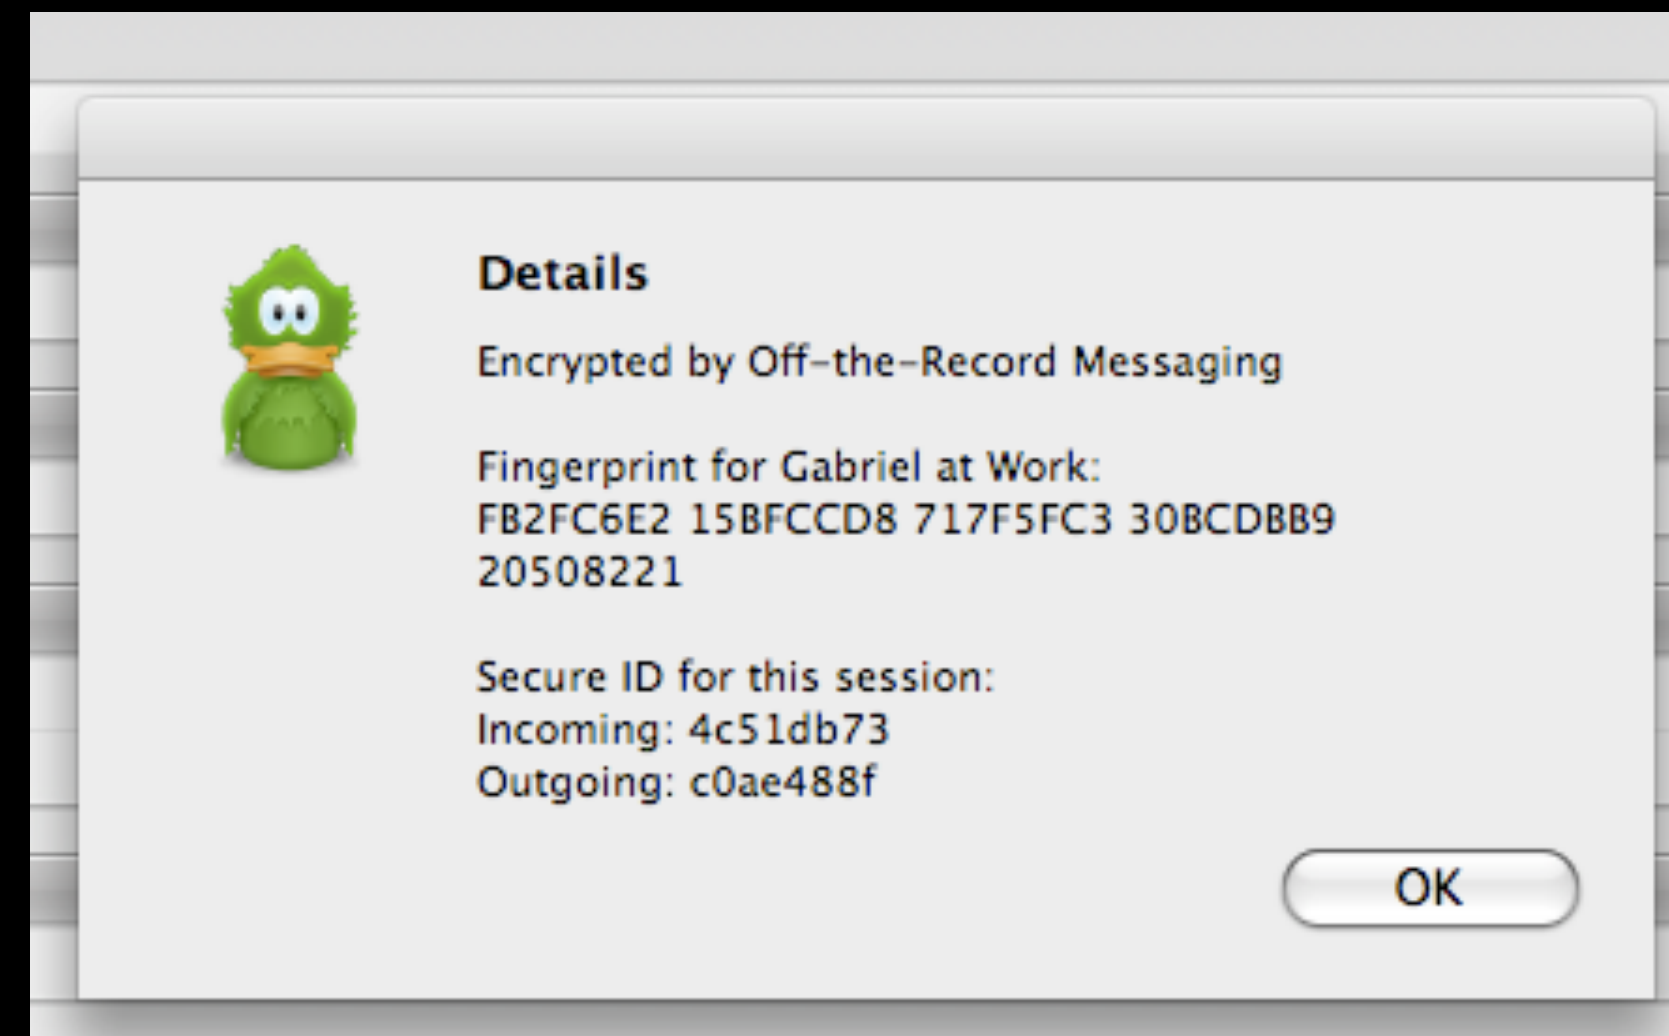 Details
Encrypted by Off-the-Record Messaging
Fingerprint for Gabriel at Work:
FB2FC6E2 15BFCCD8 717F5FC3 30BCDBB9
20508221
Secure ID for this session:
Incoming: 4c51db73
Outgoing: c0ae488f
OK